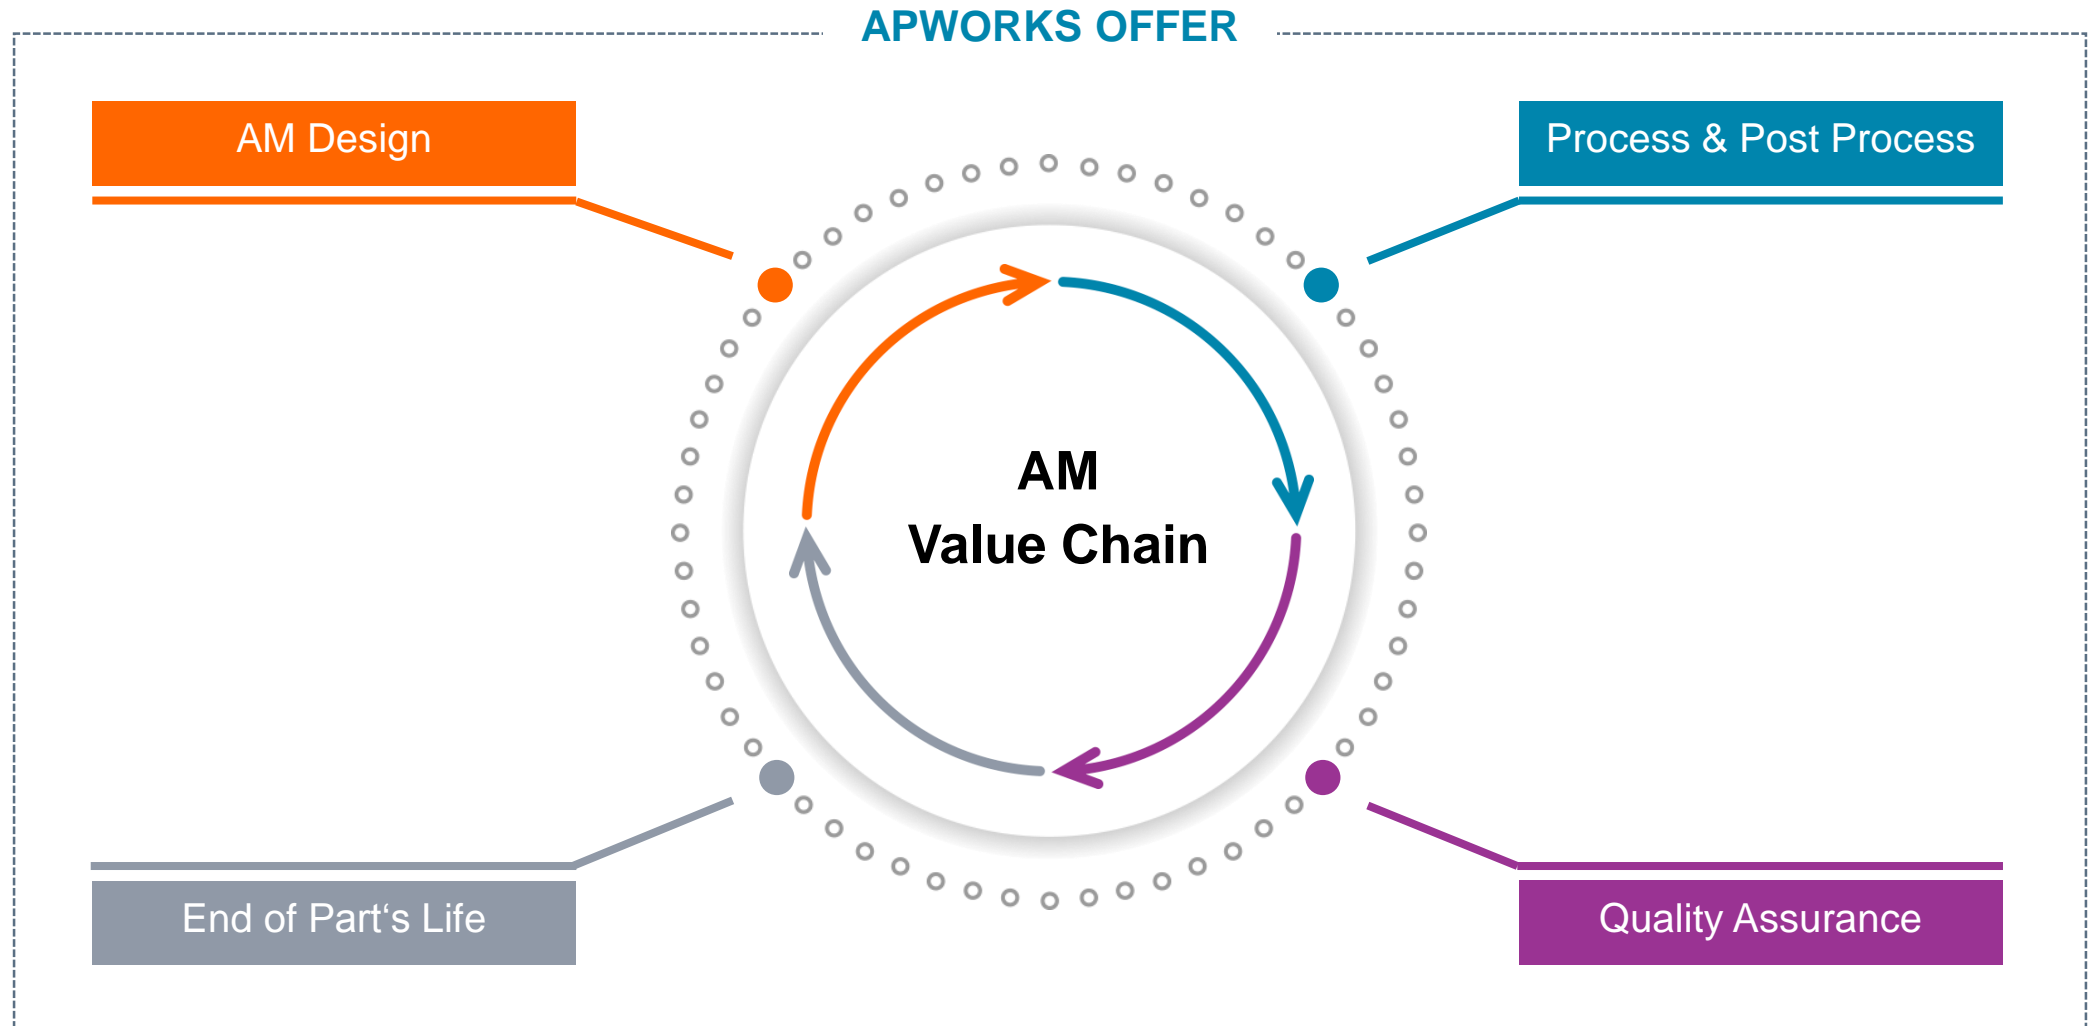 APWORKS OFFER
AM Design
Process & Post Process
AM
Value Chain
End of Part‘s Life
Quality Assurance